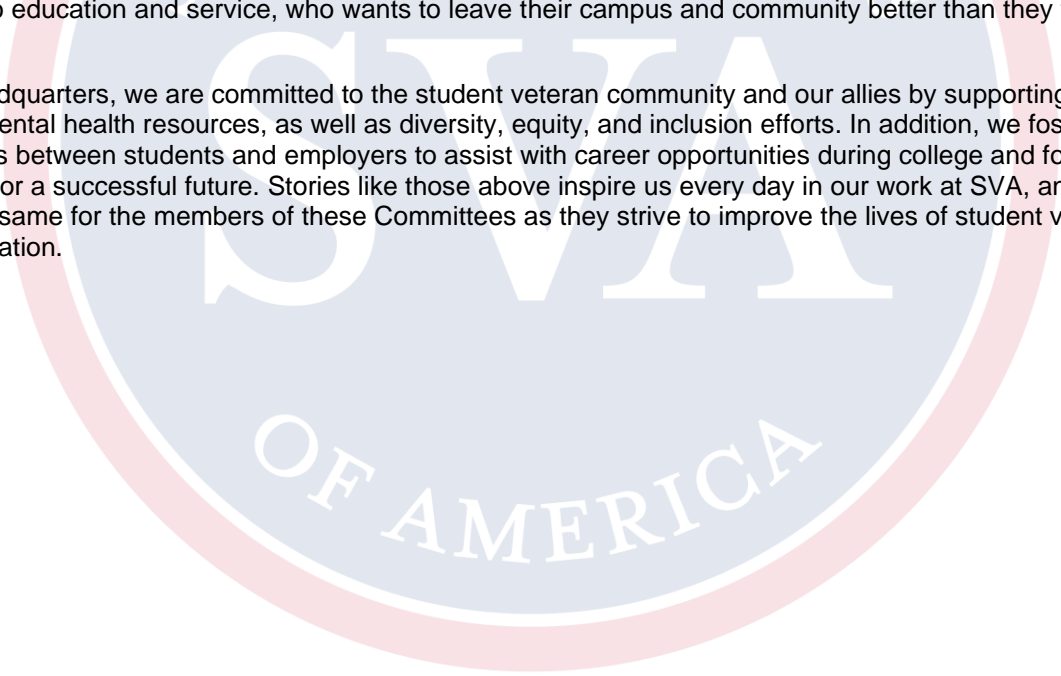 o education and service, who wants to leave their campus and community better than they
dquarters, we are committed to the student veteran community and our allies by supporting
ental health resources, as well as diversity, equity, and inclusion efforts. In addition, we fos
s between students and employers to assist with career opportunities during college and fo
or a successful future. Stories like those above inspire us every day in our work at SVA, an
same for the members of these Committees as they strive to improve the lives of student v
ation.
SVA
OF AMERICA